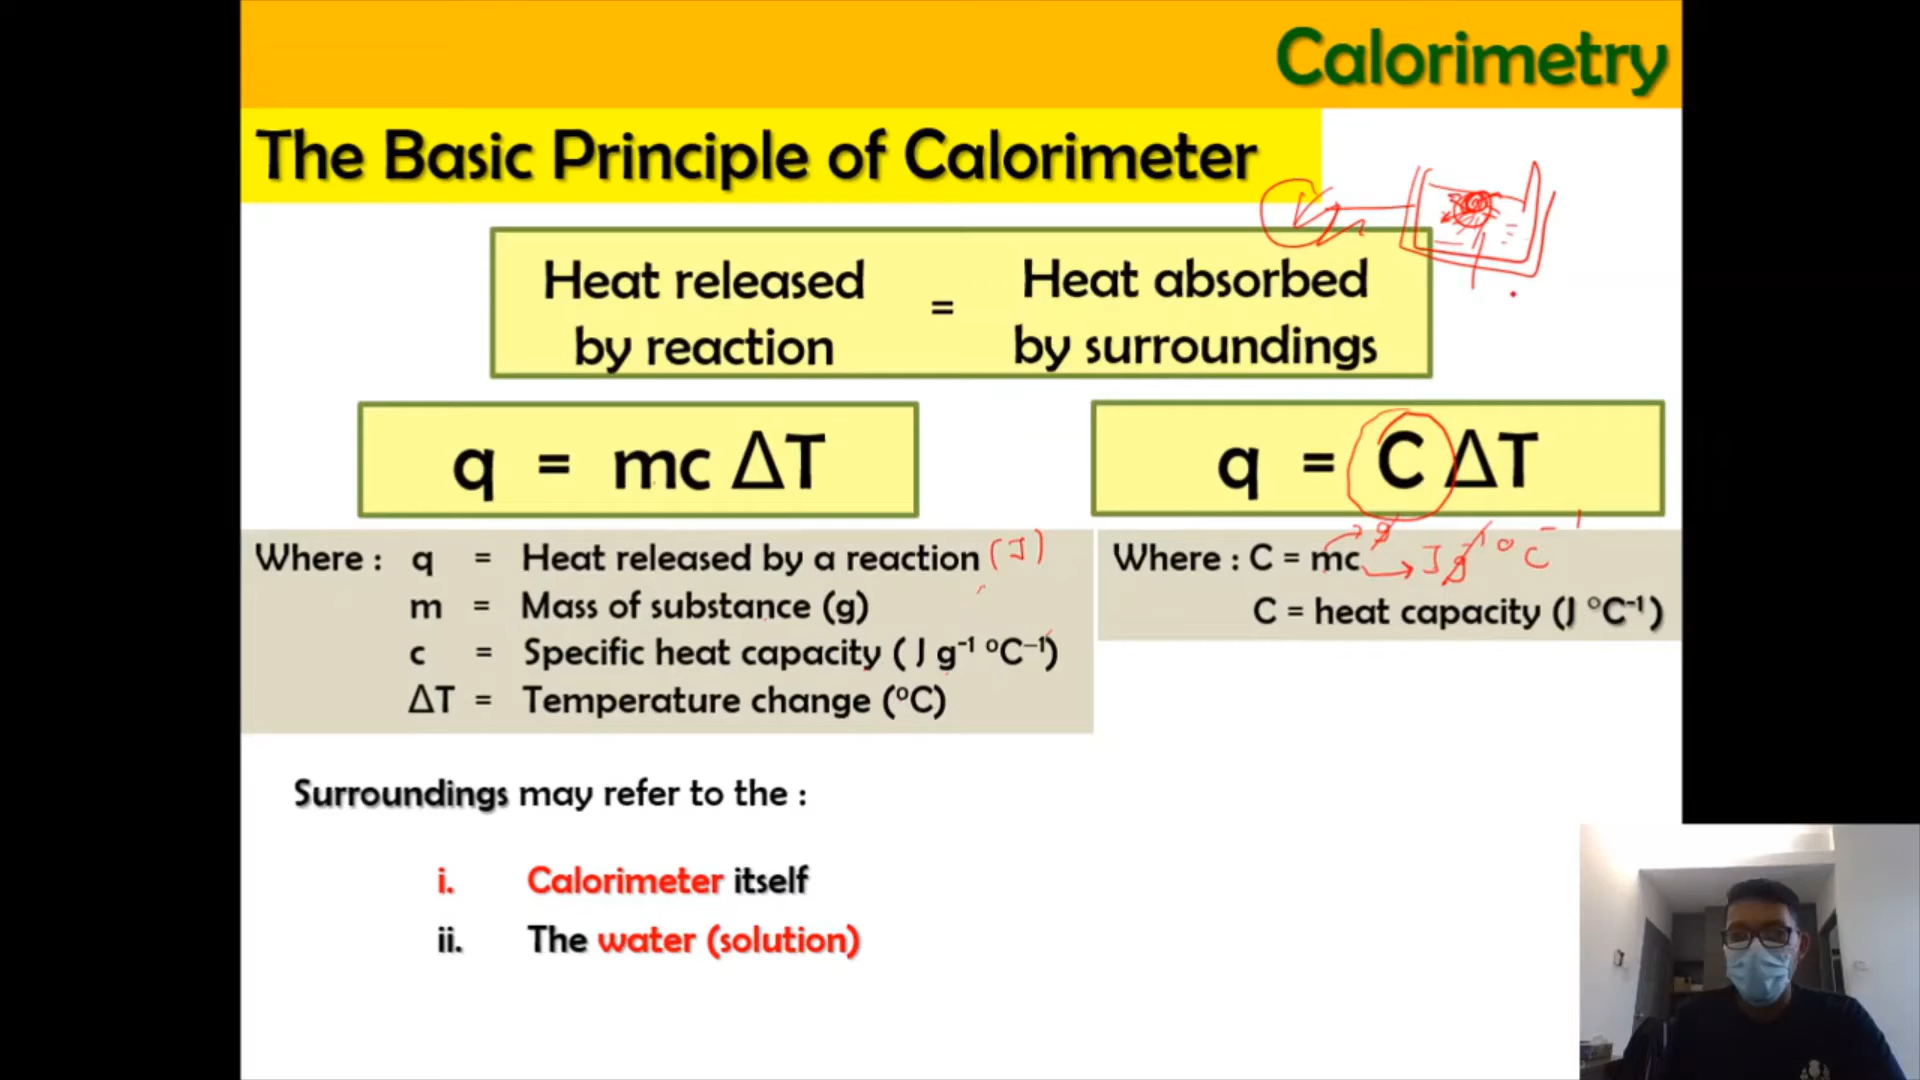 Calorimetry
The Basic Principle of Calorimeter
Heat released
by reaction
=
Heat absorbed
by surroundings
q = mc ΔT
q = C ΔT
Where : q = Heat released by a reaction (J)
m = Mass of substance (g)
c = Specific heat capacity ( J g⁻¹ °C⁻¹)
ΔT = Temperature change (°C)
g
Where : C = mc J g⁻¹ °C⁻¹
C = heat capacity (J °C⁻¹)
Surroundings may refer to the :
i. Calorimeter itself
ii. The water (solution)